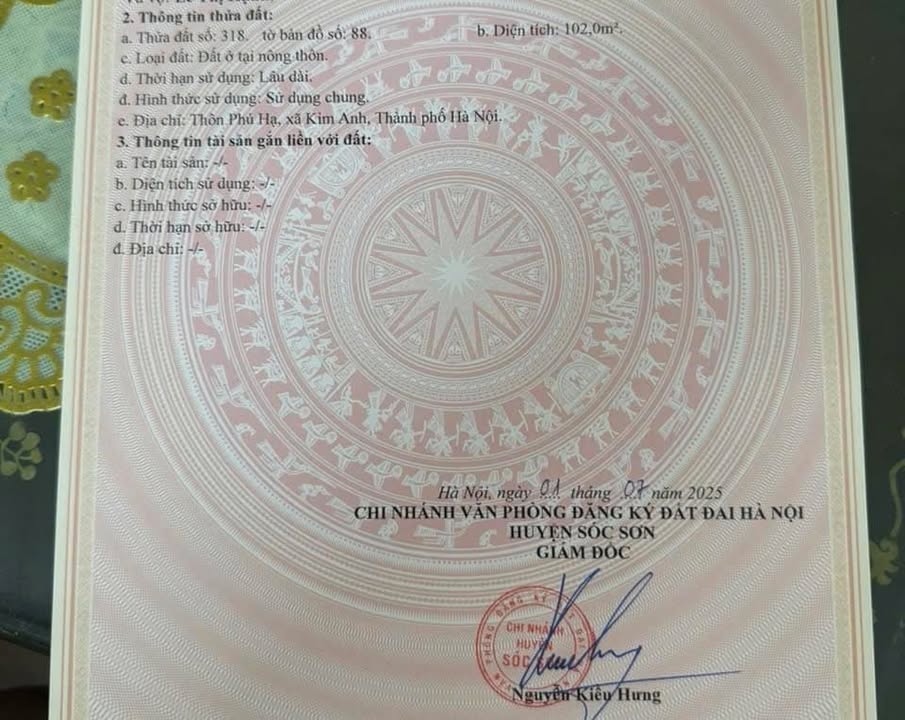 2. Thông tin thửa đất:
a. Thửa đất số: 318. tờ bản đồ số: 88. b. Diện tích: 102,0m².
c. Loại đất: Đất ở tại nông thôn.
d. Thời hạn sử dụng: Lâu dài.
đ. Hình thức sử dụng: Sử dụng chung.
e. Địa chỉ: Thôn Phú Hạ, xã Kim Anh, Thành phố Hà Nội.
3. Thông tin tài sản gắn liền với đất:
a. Tên tài sản: -/-
b. Diện tích sử dụng: -/-
c. Hình thức sở hữu: -/-
d. Thời hạn sở hữu: -/-
đ. Địa chỉ: -/-
Hà Nội, ngày 01 tháng 07 năm 2025
CHI NHÁNH VĂN PHÒNG ĐĂNG KÝ ĐẤT ĐAI HÀ NỘI
HUYỆN SÓC SƠN
GIÁM ĐỐC
CHI NHÁNH
HUYỆN
SÓC
Nguyễn Kiều Hưng